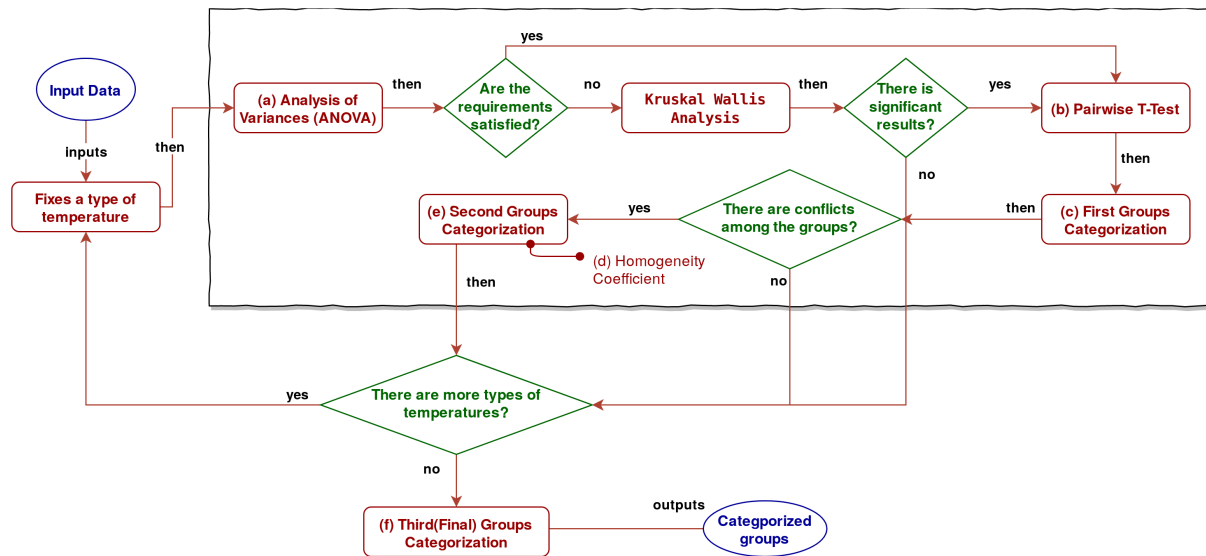 yes
Input Data
inputs
then
Fixes a type of
temperature
(a) Analysis of
Variances (ANOVA)
then
Are the
requirements
satisfied?
no
Kruskal Wallis
Analysis
then
There is
significant
results?
yes
(b) Pairwise T-Test
then
no
(c) First Groups
Categorization
then
There are conflicts
among the groups?
yes
(e) Second Groups
Categorization
(d) Homogeneity
Coefficient
then
no
There are more types of
temperatures?
yes
no
(f) Third(Final) Groups
Categorization
outputs
Categporized
groups